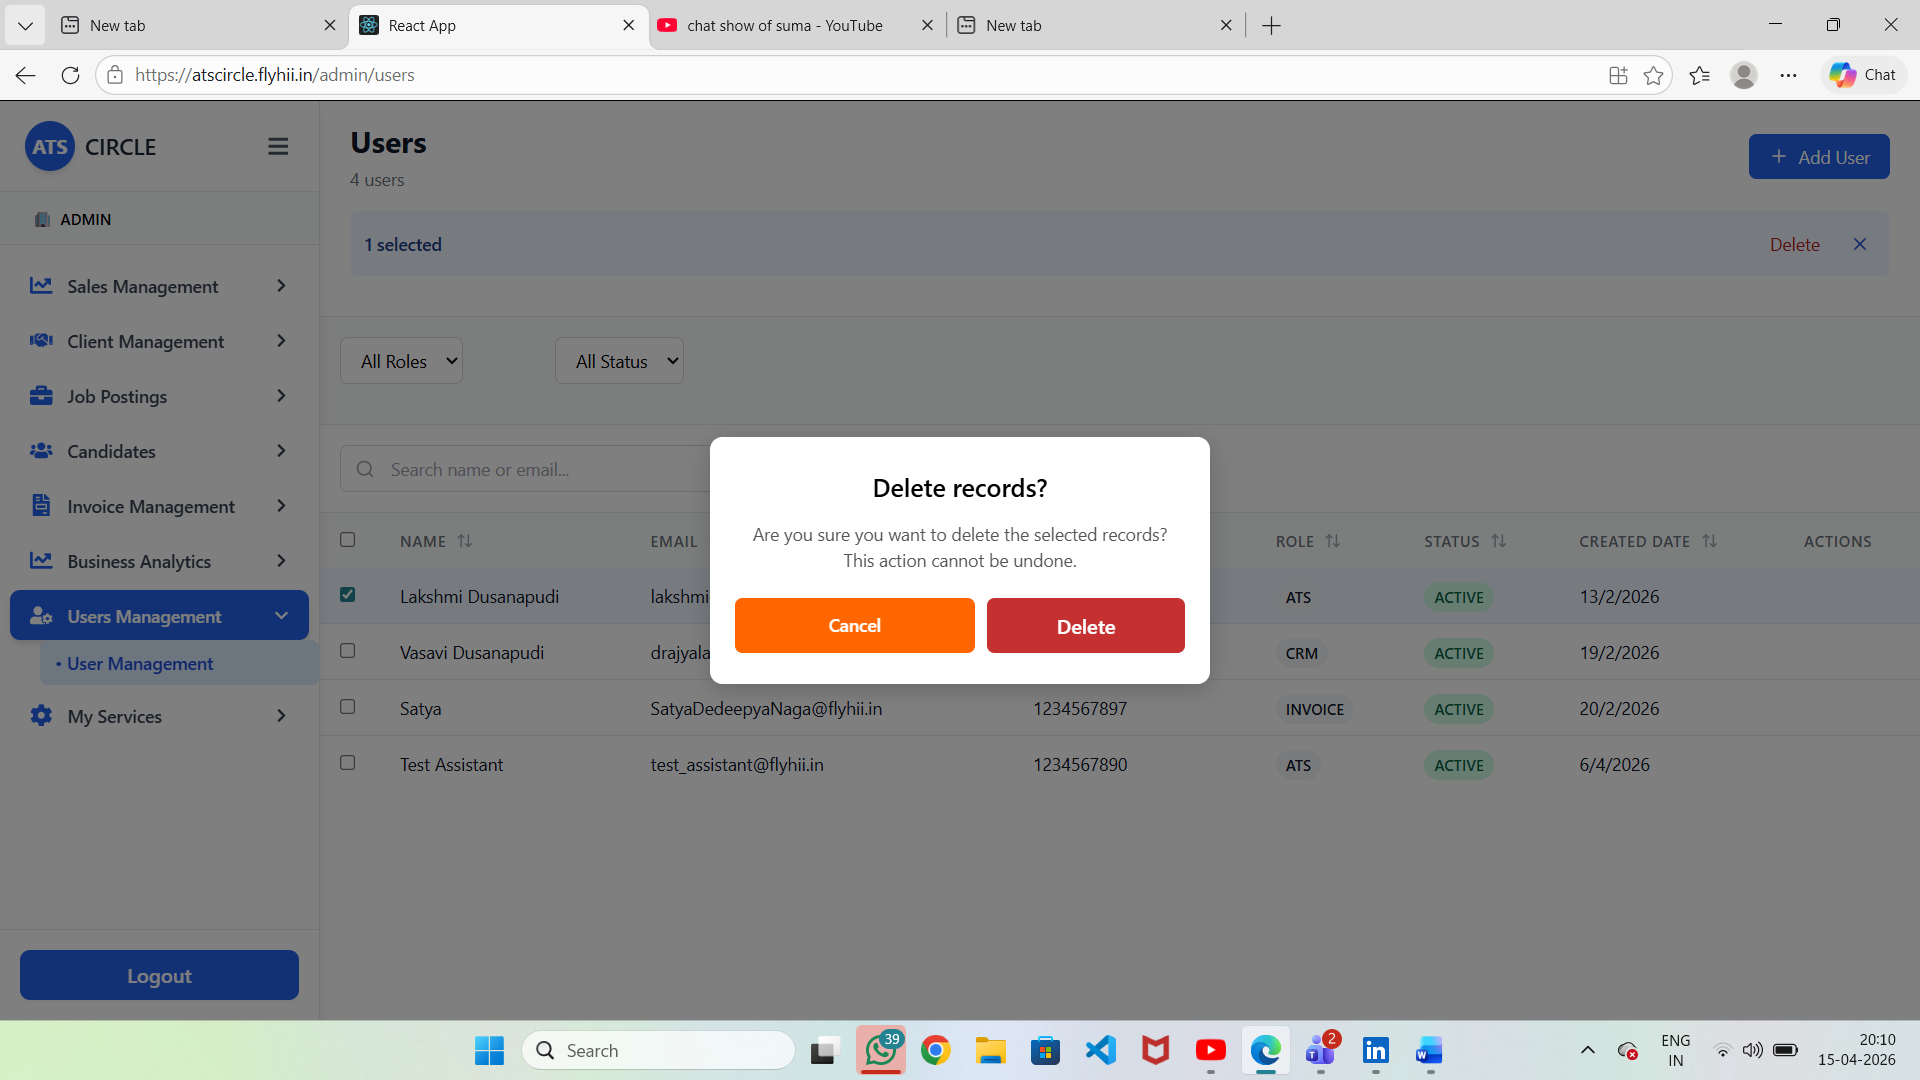 New tab
React App
chat show of suma - YouTube
New tab
https://atscircle.flyhii.in/admin/users
Chat
ATS CIRCLE
ADMIN
Sales Management
Client Management
Job Postings
Candidates
Invoice Management
Business Analytics
Users Management
• User Management
My Services
Logout
Users
4 users
+ Add User
1 selected
Delete
All Roles
All Status
Search name or email...
NAME EMAIL ROLE STATUS CREATED DATE ACTIONS
Lakshmi Dusanapudi lakshmi ATS ACTIVE 13/2/2026
Vasavi Dusanapudi drajyala CRM ACTIVE 19/2/2026
Satya SatyaDedeepyaNaga@flyhii.in 1234567897 INVOICE ACTIVE 20/2/2026
Test Assistant test_assistant@flyhii.in 1234567890 ATS ACTIVE 6/4/2026
Delete records?
Are you sure you want to delete the selected records?
This action cannot be undone.
Cancel
Delete
Search
39
2
ENG
IN
20:10
15-04-2026